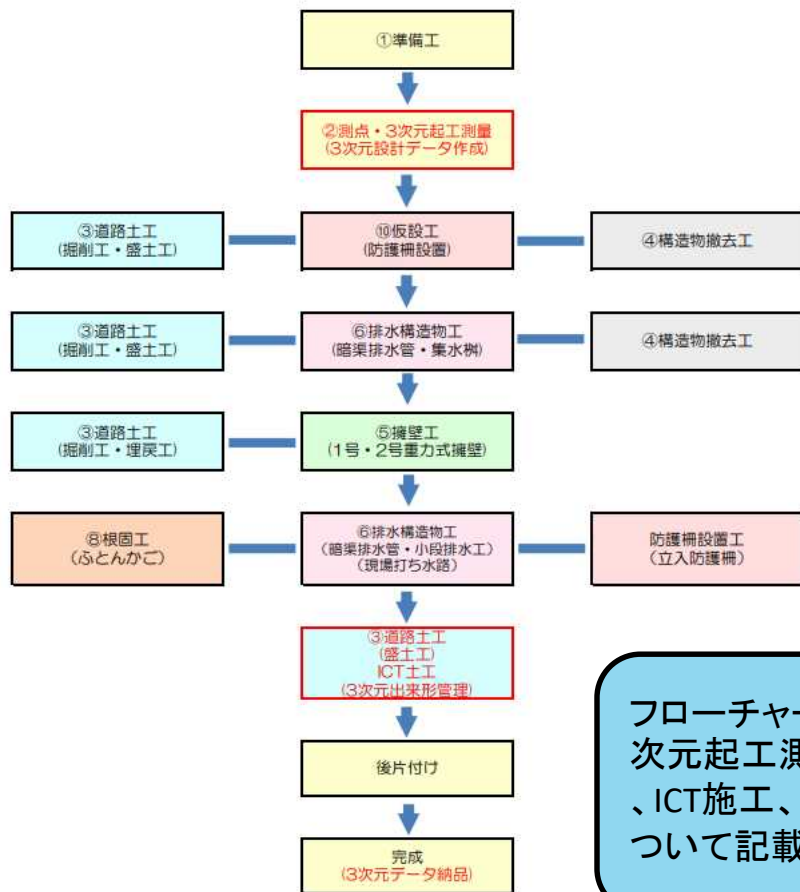 ①準備工
②測点・3次元起工測量
(3次元設計データ作成)
③道路土工
(掘削工・盛土工)
⑩仮設工
(防護柵設置)
④構造物撤去工
③道路土工
(掘削工・盛土工)
⑥排水構造物工
(暗渠排水管・集水桝)
④構造物撤去工
③道路土工
(掘削工・埋戻工)
⑤擁壁工
(1号・2号重力式擁壁)
⑧根固工
(ふとんかご)
⑥排水構造物工
(暗渠排水管・小段排水工)
(現場打ち水路)
防護柵設置工
(立入防護柵)
③道路土工
(盛土工)
ICT土工
(3次元出来形管理)
後片付け
完成
(3次元データ納品)
フローチャー
次元起工測
、ICT施工、
ついて記載